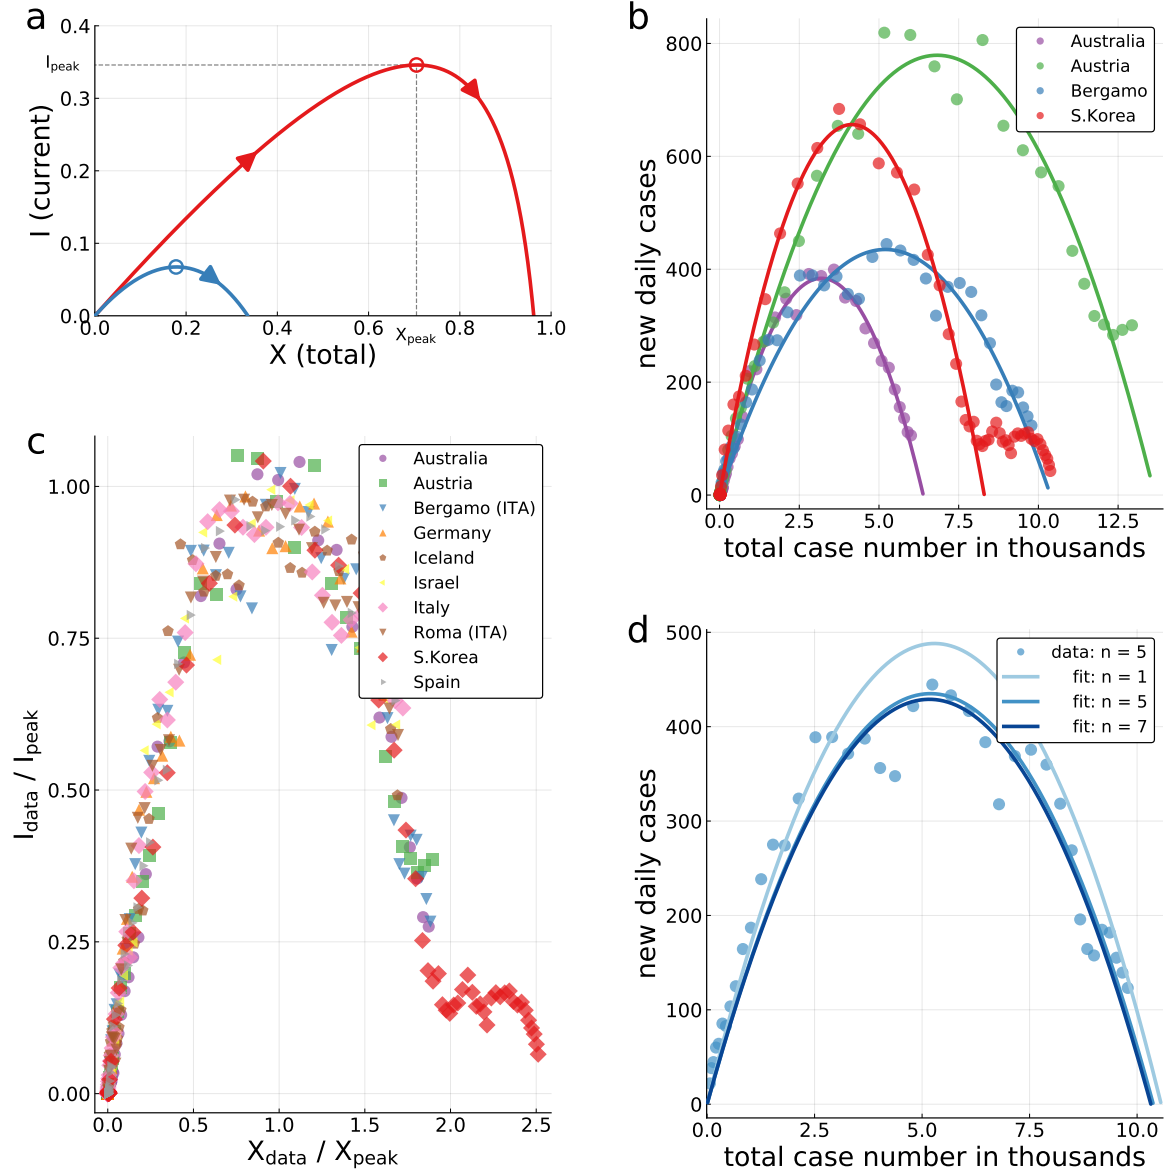 a
I (current)
0.4
I_peak
0.3
0.2
0.1
0.0
0.0
0.2
0.4
0.6
0.8
1.0
X_peak
X (total)
b
new daily cases
800
600
400
200
0
0.0
2.5
5.0
7.5
10.0
12.5
total case number in thousands
Australia
Austria
Bergamo
S.Korea
c
I_data / I_peak
1.00
0.75
0.50
0.25
0.00
0.0
0.5
1.0
1.5
2.0
2.5
X_data / X_peak
Australia
Austria
Bergamo (ITA)
Germany
Iceland
Israel
Italy
Roma (ITA)
S.Korea
Spain
d
new daily cases
500
400
300
200
100
0
0.0
2.5
5.0
7.5
10.0
total case number in thousands
data: n = 5
fit: n = 1
fit: n = 5
fit: n = 7